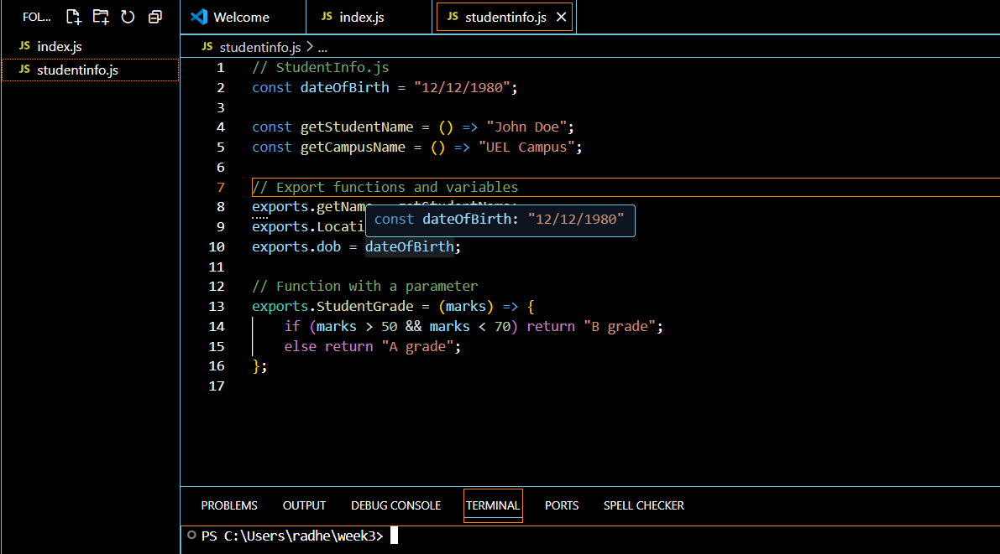 FOL...
JS index.js
JS studentinfo.js
Welcome
JS index.js
JS studentinfo.js
JS studentinfo.js > ...
1 // StudentInfo.js
2 const dateOfBirth = "12/12/1980";
3
4 const getStudentName = () => "John Doe";
5 const getCampusName = () => "UEL Campus";
6
7 // Export functions and variables
8 exports.getName = getStudentName;
const dateOfBirth: "12/12/1980"
9 exports.Locati
10 exports.dob = dateOfBirth;
11
12 // Function with a parameter
13 exports.StudentGrade = (marks) => {
14 if (marks > 50 && marks < 70) return "B grade";
15 else return "A grade";
16 };
17
PROBLEMS OUTPUT DEBUG CONSOLE TERMINAL PORTS SPELL CHECKER
PS C:\Users\radhe\week3>